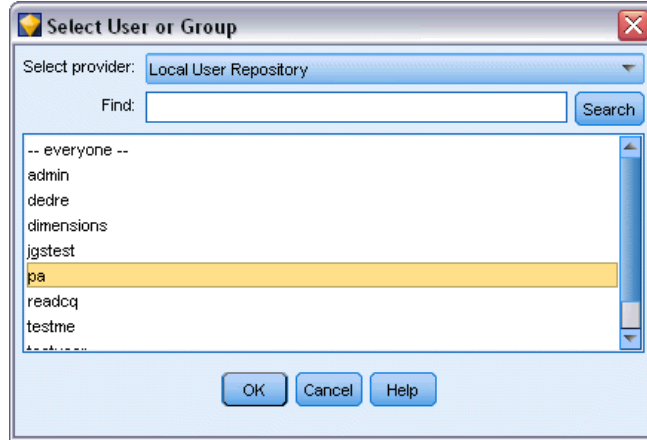 Select User or Group
Select provider: Local User Repository
Find: Search
-- everyone --
admin
dedre
dimensions
jgstest
pa
readcq
testme
OK Cancel Help